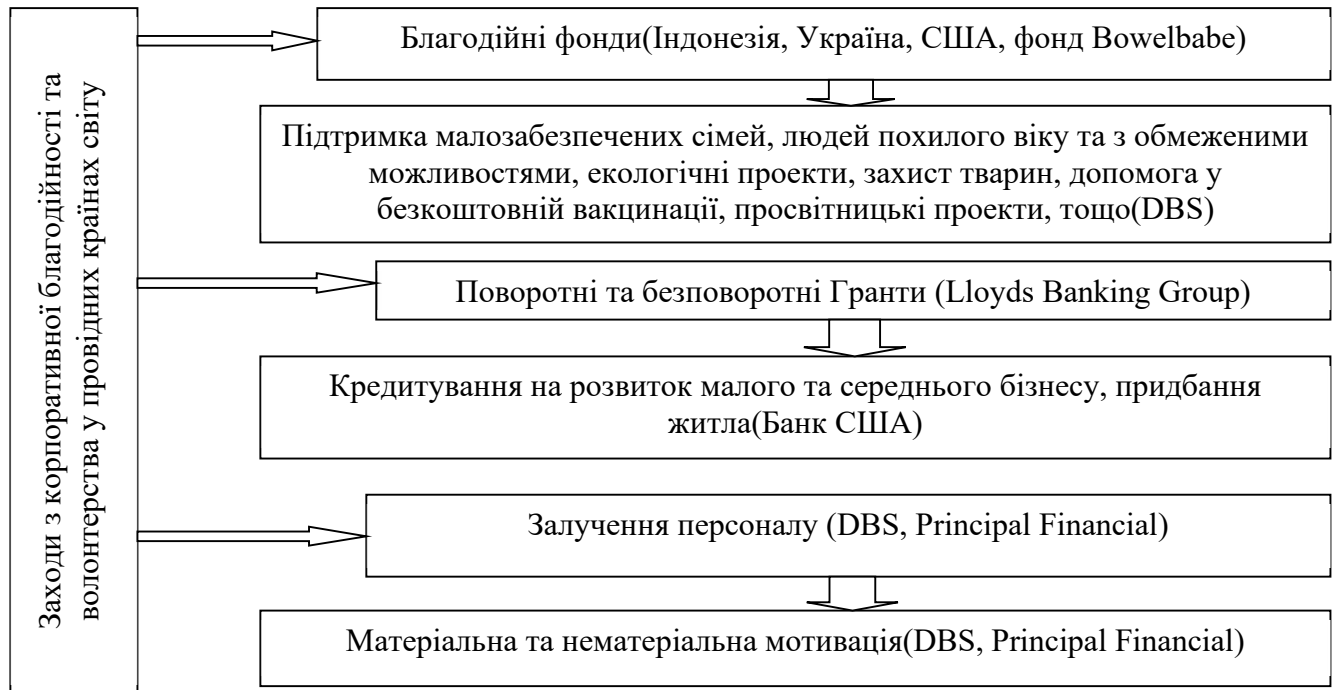 Заходи з корпоративної благодійності та
волонтерства у провідних країнах світу
Благодійні фонди(Індонезія, Україна, США, фонд Bowelbabe)
Підтримка малозабезпечених сімей, людей похилого віку та з обмеженими
можливостями, екологічні проекти, захист тварин, допомога у
безкоштовній вакцинації, просвітницькі проекти, тощо(DBS)
Поворотні та безповоротні Гранти (Lloyds Banking Group)
Кредитування на розвиток малого та середнього бізнесу, придбання
житла(Банк США)
Залучення персоналу (DBS, Principal Financial)
Матеріальна та нематеріальна мотивація(DBS, Principal Financial)